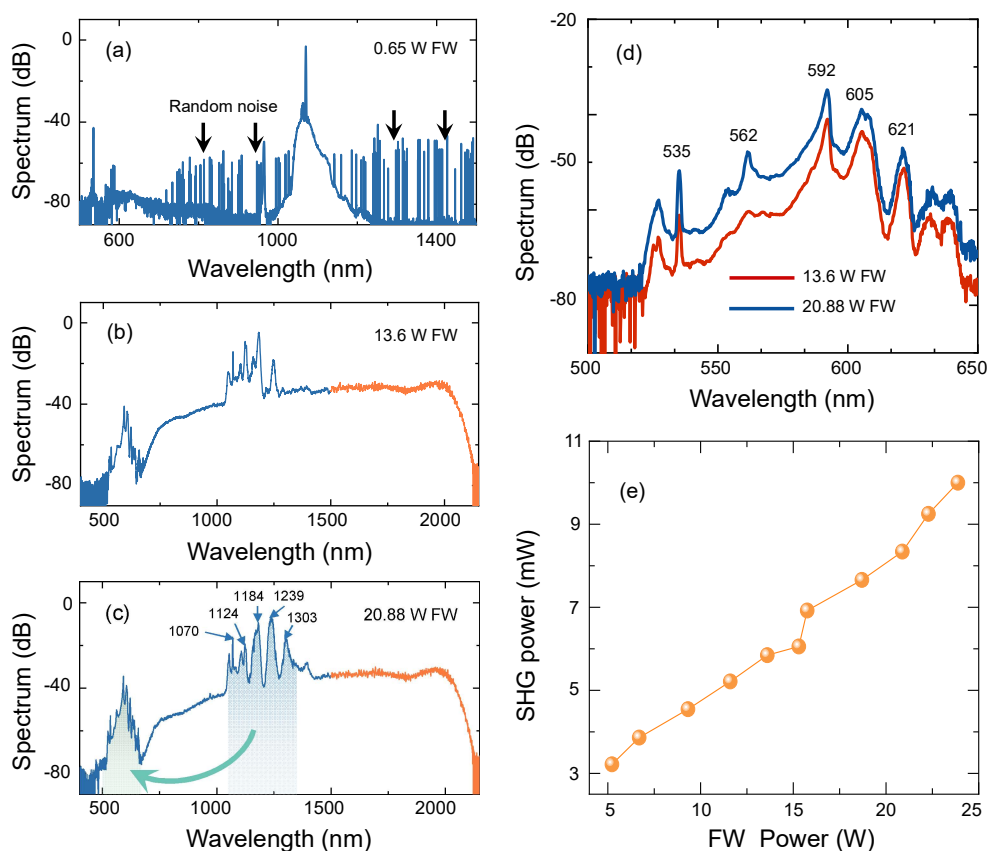 (a)
0.65 W FW
Random noise
Spectrum (dB)
0
-40
-80
600
1000
1400
Wavelength (nm)
(b)
13.6 W FW
Spectrum (dB)
0
-40
-80
500
1000
1500
2000
Wavelength (nm)
(c)
20.88 W FW
1070
1124
1184
1239
1303
Spectrum (dB)
0
-40
-80
500
1000
1500
2000
Wavelength (nm)
(d)
535
562
592
605
621
13.6 W FW
20.88 W FW
Spectrum (dB)
-20
-50
-80
500
550
600
650
Wavelength (nm)
(e)
SHG power (mW)
11
10
8
7
5
3
5
10
15
20
25
FW Power (W)